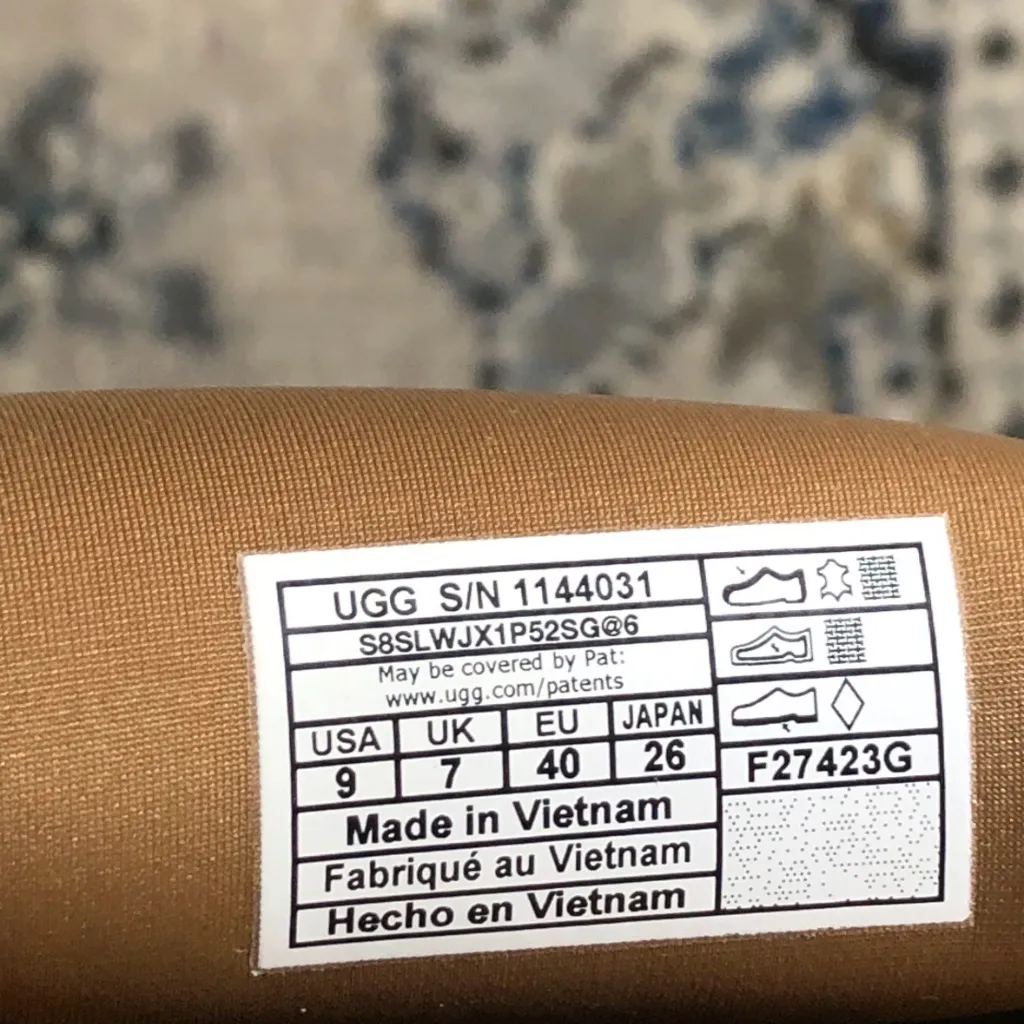 UGG S/N 1144031
S8SLWJX1P52SG@6
May be covered by Pat:
www.ugg.com/patents
USA UK EU JAPAN
9 7 40 26
Made in Vietnam
Fabriqué au Vietnam
Hecho en Vietnam
F27423G